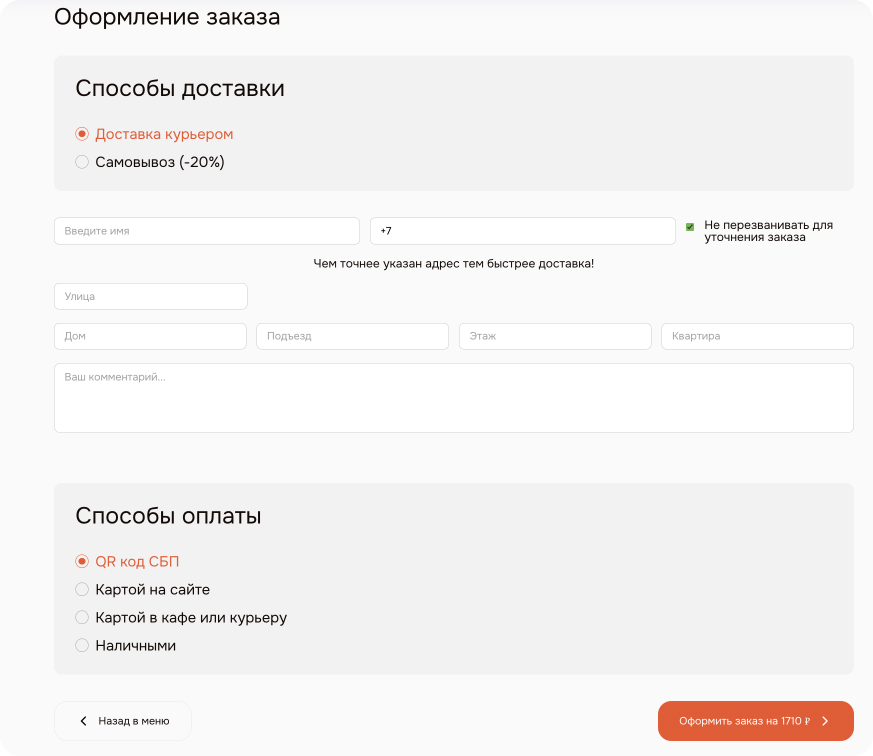 Оформление заказа
Способы доставки
Доставка курьером
Самовывоз (-20%)
Введите имя
+7
Не перезванивать для
уточнения заказа
Чем точнее указан адрес тем быстрее доставка!
Улица
Дом
Подъезд
Этаж
Квартира
Ваш комментарий...
Способы оплаты
QR код СБП
Картой на сайте
Картой в кафе или курьеру
Наличными
Назад в меню
Оформить заказ на 1710 ₽